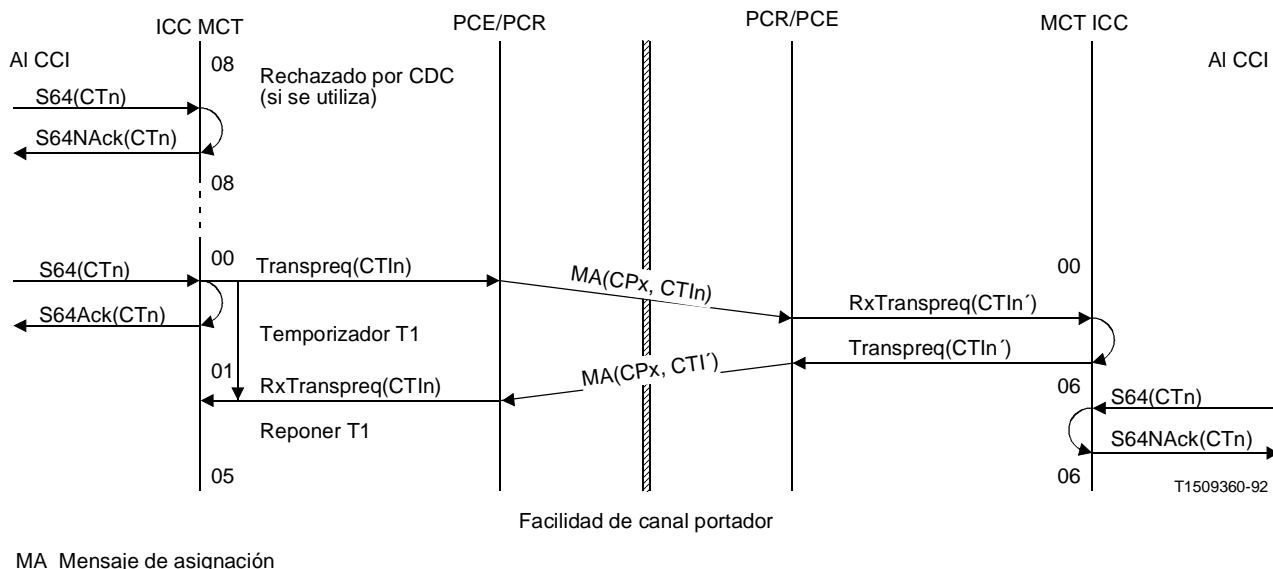 ICC MCT
PCE/PCR
PCR/PCE
MCT ICC
Al CCI
08
Rechazado por CDC
(si se utiliza)
Al CCI
S64(CTn)
S64NAck(CTn)
08
S64(CTn)
00
Transpreq(CTIn)
MA(CPx, CTIn)
00
RxTranspreq(CTIn´)
S64Ack(CTn)
Temporizador T1
Transpreq(CTIn´)
01
RxTranspreq(CTIn)
MA(CPx, CTI´)
06
S64(CTn)
Reponer T1
S64NAck(CTn)
05
06
T1509360-92
Facilidad de canal portador
MA Mensaje de asignación